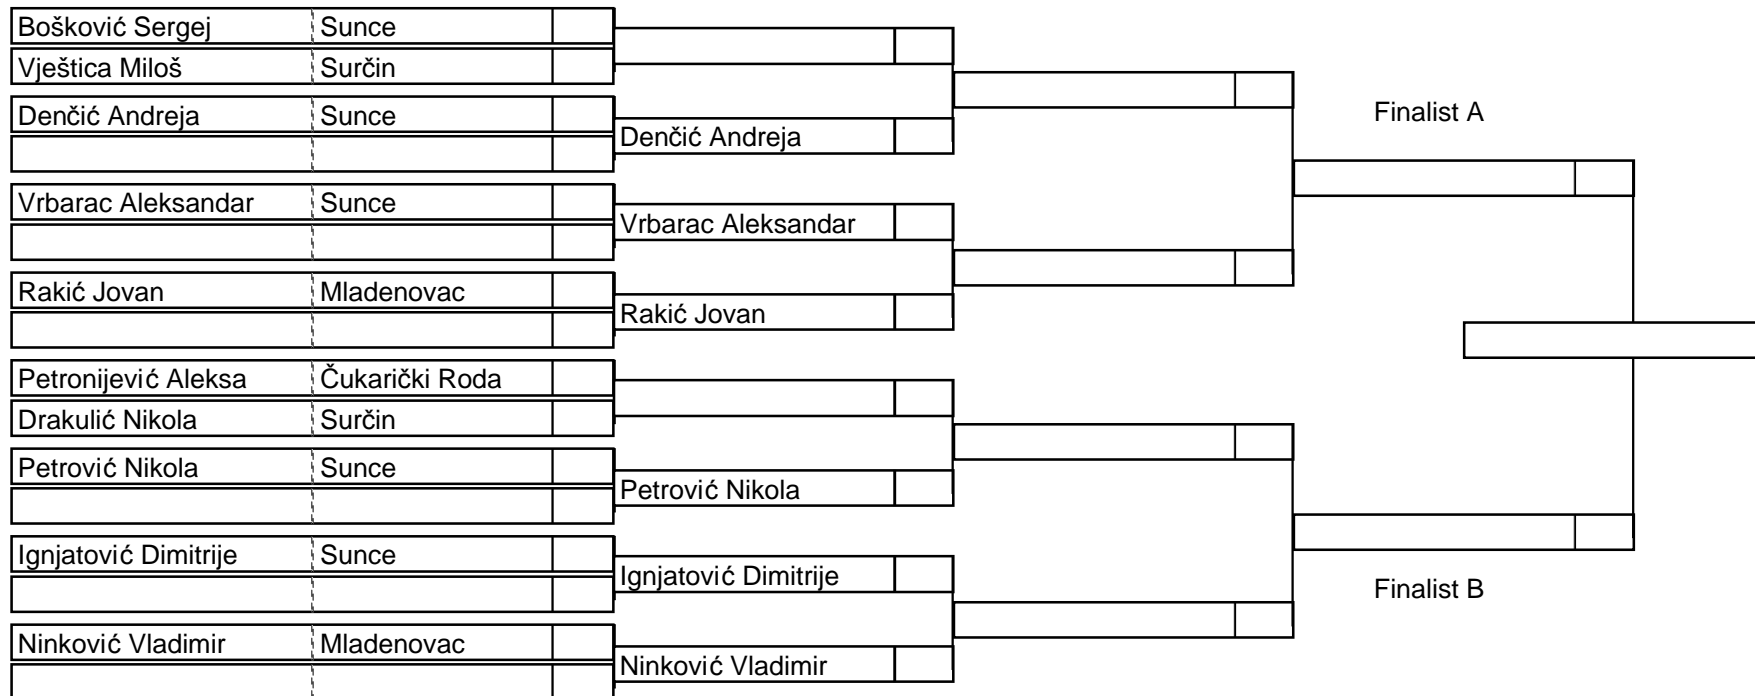 Bošković Sergej Sunce
Vještica Miloš Surčin
Denčić Andreja Sunce
Finalist A
Denčić Andreja
Vrbarac Aleksandar Sunce
Vrbarac Aleksandar
Rakić Jovan Mladenovac
Rakić Jovan
Petronijević Aleksa Čukarički Roda
Drakulić Nikola Surčin
Petrović Nikola Sunce
Petrović Nikola
Ignjatović Dimitrije Sunce
Ignjatović Dimitrije
Finalist B
Ninković Vladimir Mladenovac
Ninković Vladimir